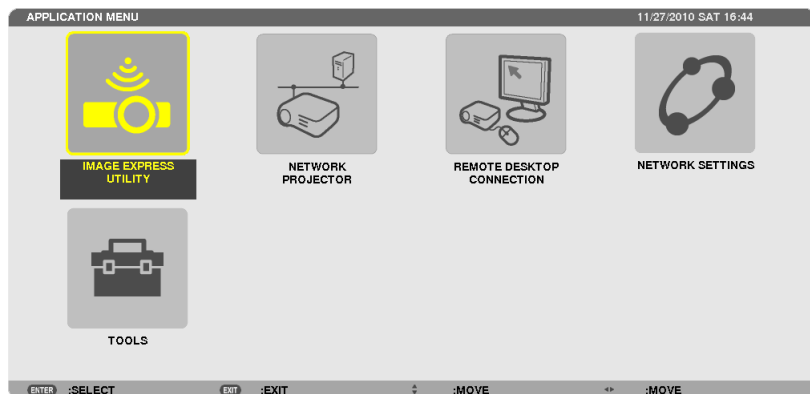 APPLICATION MENU 11/27/2010 SAT 16:44
IMAGE EXPRESS
UTILITY
NETWORK
PROJECTOR
REMOTE DESKTOP
CONNECTION
NETWORK SETTINGS
TOOLS
ENTER :SELECT EXIT :EXIT :MOVE :MOVE